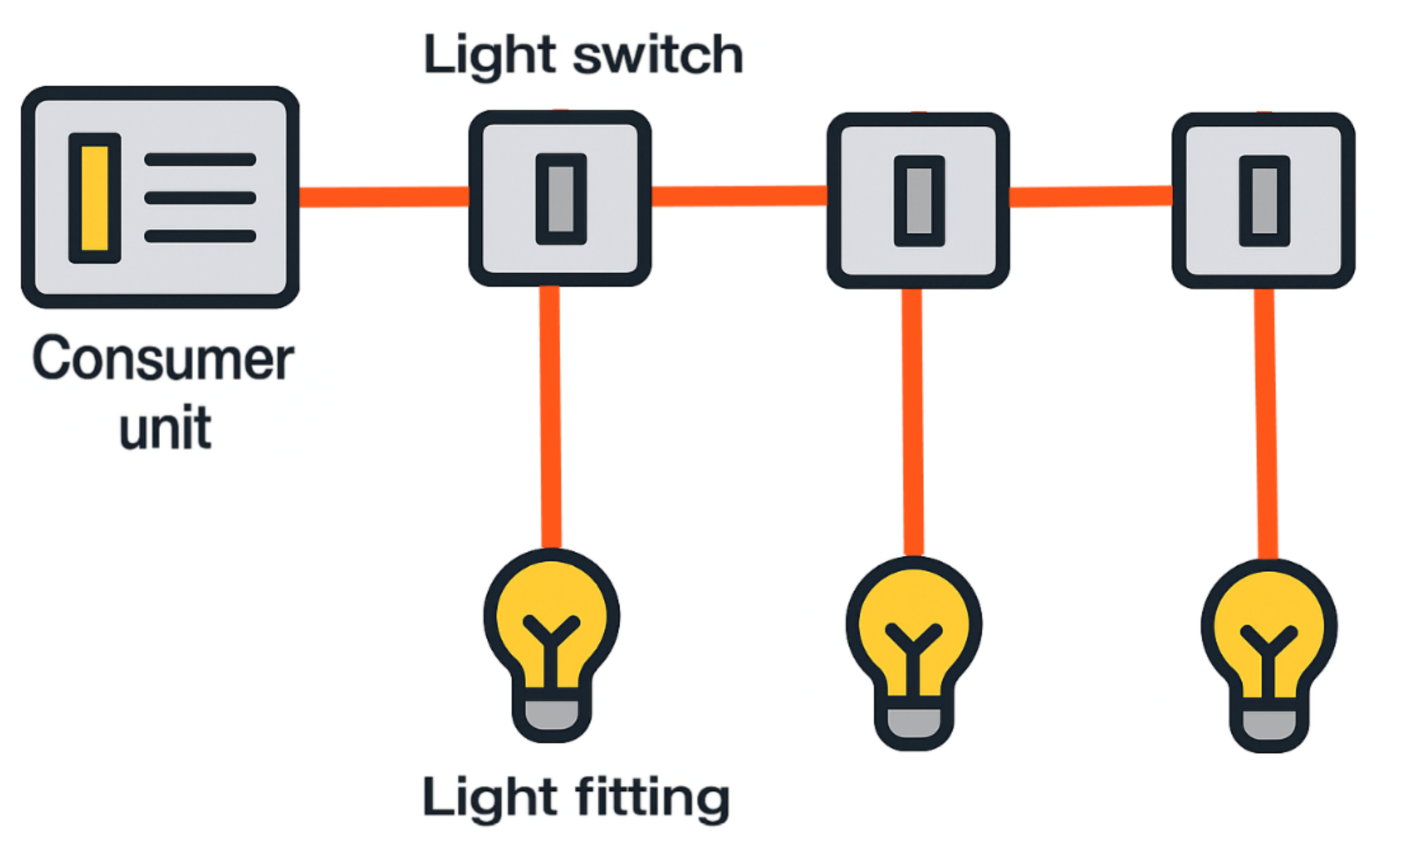 Light switch
Consumer
unit
Light fitting